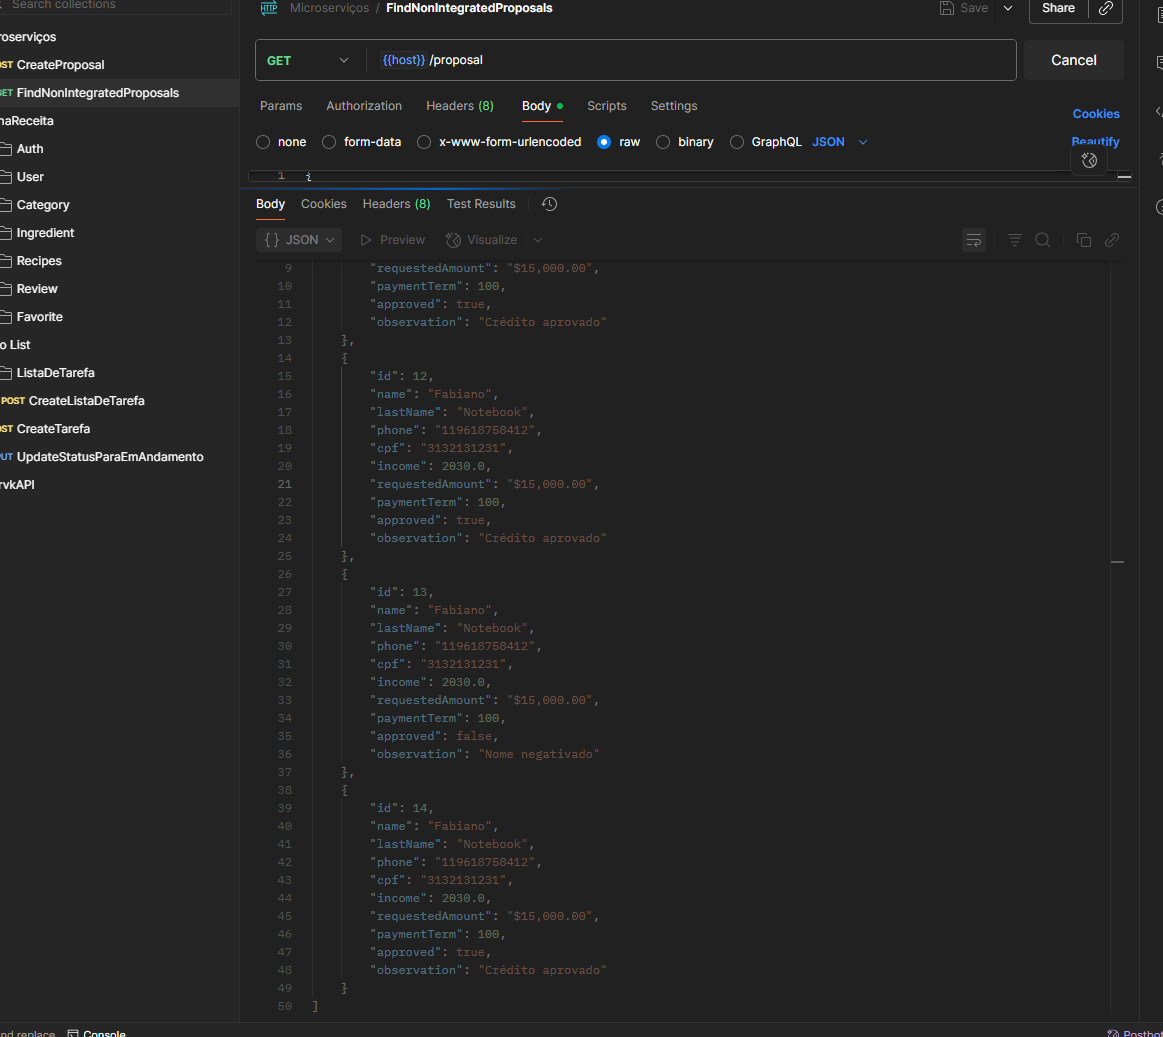 Search collections
Microserviços / FindNonIntegratedProposals
Save
Share
roserviços
ST CreateProposal
ET FindNonIntegratedProposals
naReceita
Auth
User
Category
Ingredient
Recipes
Review
Favorite
o List
ListaDeTarefa
POST CreateListaDeTarefa
ST CreateTarefa
UT UpdateStatusParaEmAndamento
rvkAPI
GET
{{host}} /proposal
Cancel
Params Authorization Headers (8) Body Scripts Settings
Cookies
none form-data x-www-form-urlencoded raw binary GraphQL JSON
Beautify
1 {
Body Cookies Headers (8) Test Results
{} JSON Preview Visualize
9 "requestedAmount": "$15,000.00",
10 "paymentTerm": 100,
11 "approved": true,
12 "observation": "Crédito aprovado"
13 },
14 {
15 "id": 12,
16 "name": "Fabiano",
17 "lastName": "Notebook",
18 "phone": "119618758412",
19 "cpf": "3132131231",
20 "income": 2030.0,
21 "requestedAmount": "$15,000.00",
22 "paymentTerm": 100,
23 "approved": true,
24 "observation": "Crédito aprovado"
25 },
26 {
27 "id": 13,
28 "name": "Fabiano",
29 "lastName": "Notebook",
30 "phone": "119618758412",
31 "cpf": "3132131231",
32 "income": 2030.0,
33 "requestedAmount": "$15,000.00",
34 "paymentTerm": 100,
35 "approved": false,
36 "observation": "Nome negativado"
37 },
38 {
39 "id": 14,
40 "name": "Fabiano",
41 "lastName": "Notebook",
42 "phone": "119618758412",
43 "cpf": "3132131231",
44 "income": 2030.0,
45 "requestedAmount": "$15,000.00",
46 "paymentTerm": 100,
47 "approved": true,
48 "observation": "Crédito aprovado"
49 }
50 ]
nd replace Console
Postbot